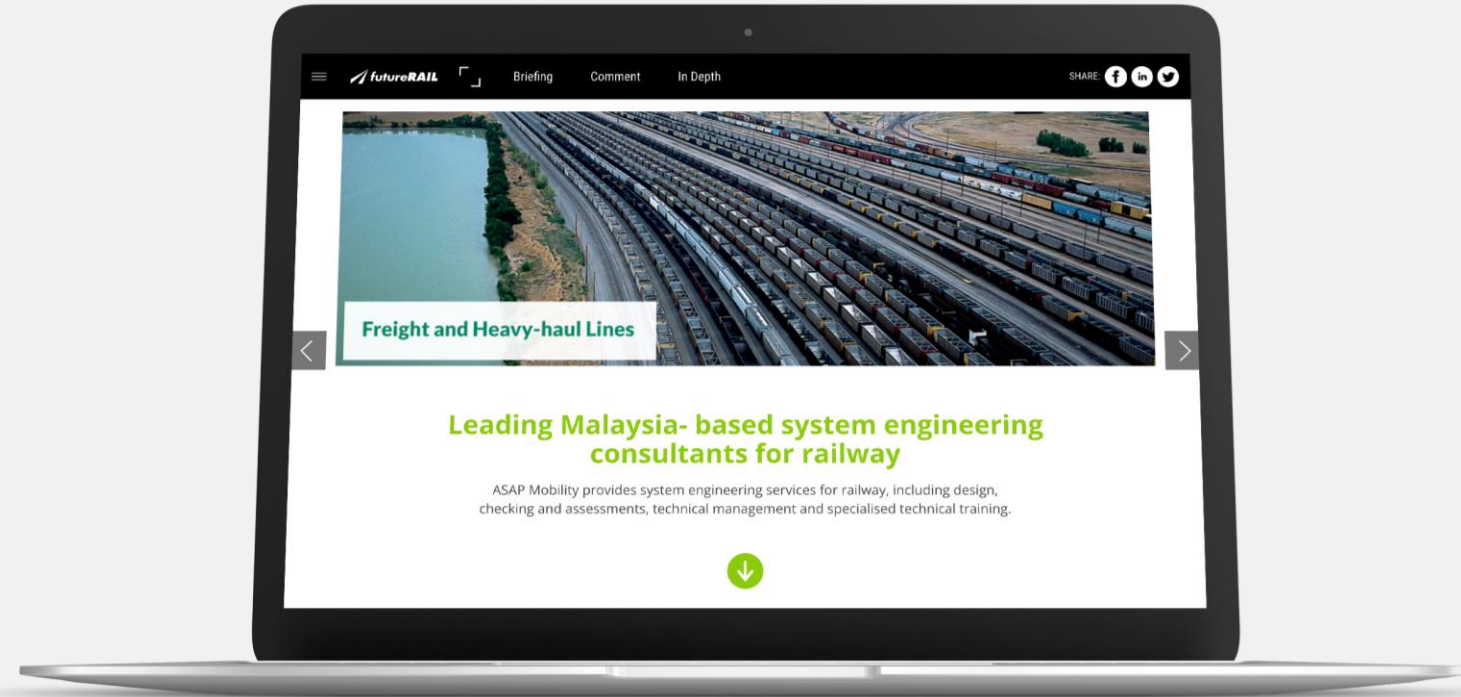 futureRAIL
Briefing
Comment
In Depth
SHARE:
Freight and Heavy-haul Lines
Leading Malaysia- based system engineering
consultants for railway
ASAP Mobility provides system engineering services for railway, including design,
checking and assessments, technical management and specialised technical training.